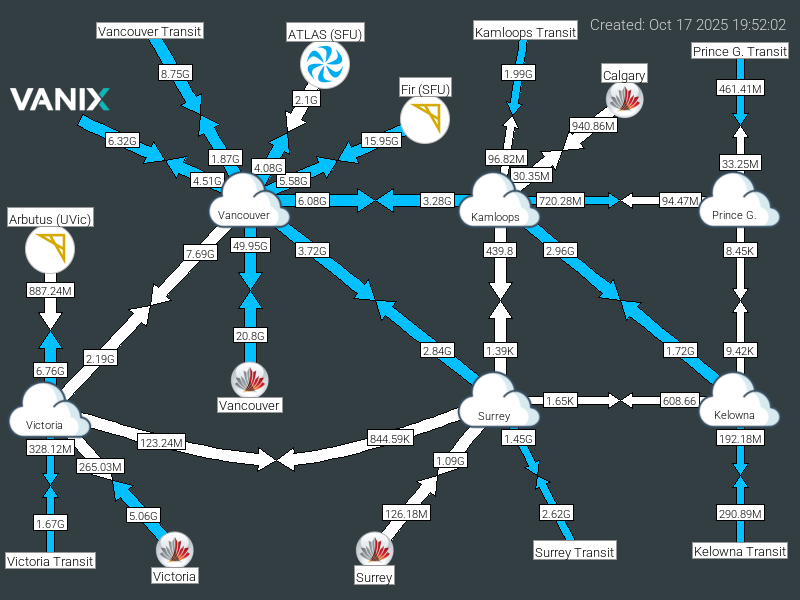 Created: Oct 17 2025 19:52:02
Vancouver Transit
ATLAS (SFU)
Kamloops Transit
Prince G. Transit
8.75G
1.99G
Calgary
461.41M
VANIX
2.1G
Fir (SFU)
940.86M
6.32G
15.95G
1.87G
96.82M
33.25M
4.08G
30.35M
4.51G
5.58G
6.08G
3.28G
720.28M
94.47M
Vancouver
Kamloops
Prince G.
Arbutus (UVic)
7.69G
49.95G
3.72G
439.8
2.96G
8.45K
887.24M
20.8G
2.19G
2.84G
1.39K
1.72G
9.42K
6.76G
Vancouver
1.65K
608.66
Victoria
Surrey
Kelowna
328.12M
123.24M
844.59K
1.45G
192.18M
265.03M
1.09G
1.67G
5.06G
126.18M
2.62G
290.89M
Victoria Transit
Victoria
Surrey
Surrey Transit
Kelowna Transit